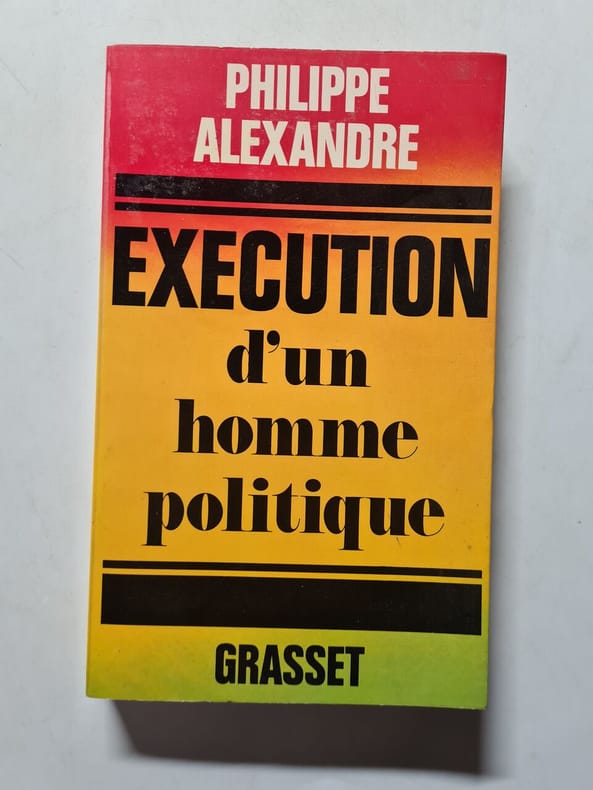 PHILIPPE
ALEXANDRE
EXECUTION
d'un
homme
politique
GRASSET